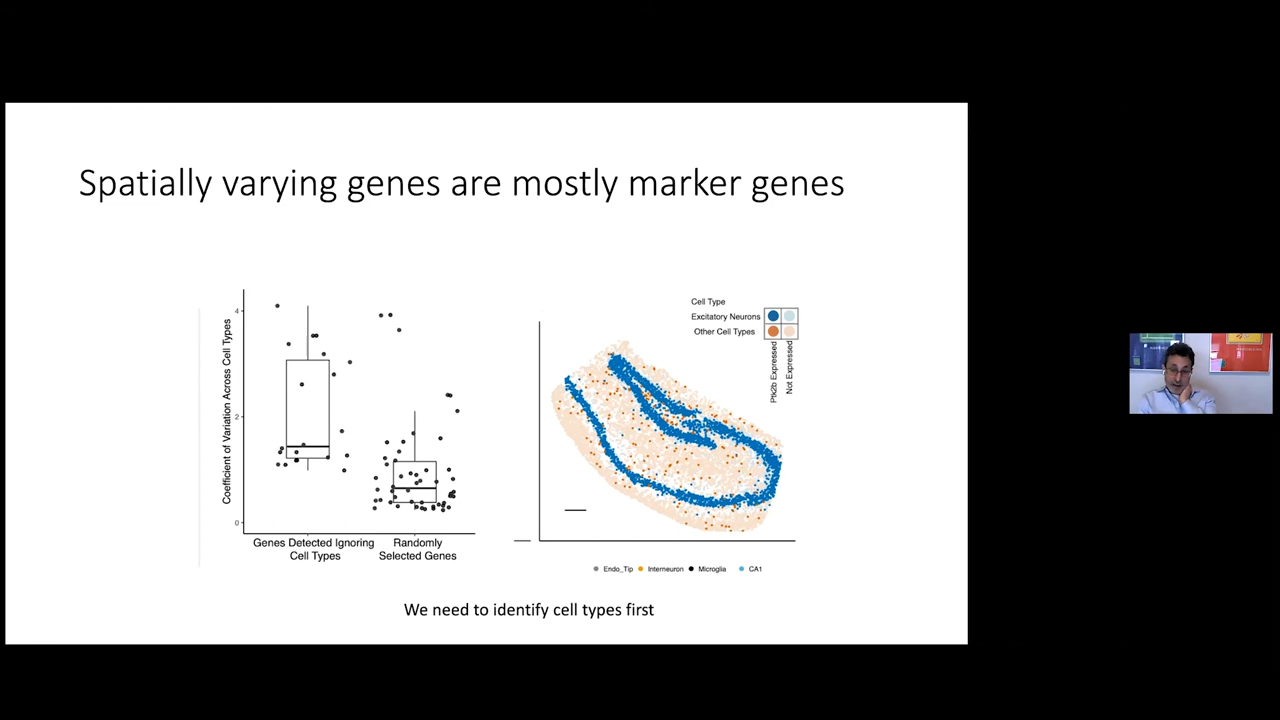 Spatially varying genes are mostly marker genes
Coefficient of Variation Across Cell Types
4
2
0
Genes Detected Ignoring
Cell Types
Randomly
Selected Genes
Cell Type
Excitatory Neurons
Other Cell Types
Ptk2b Expressed
Not Expressed
Endo_Tip
Interneuron
Microglia
CA1
We need to identify cell types first